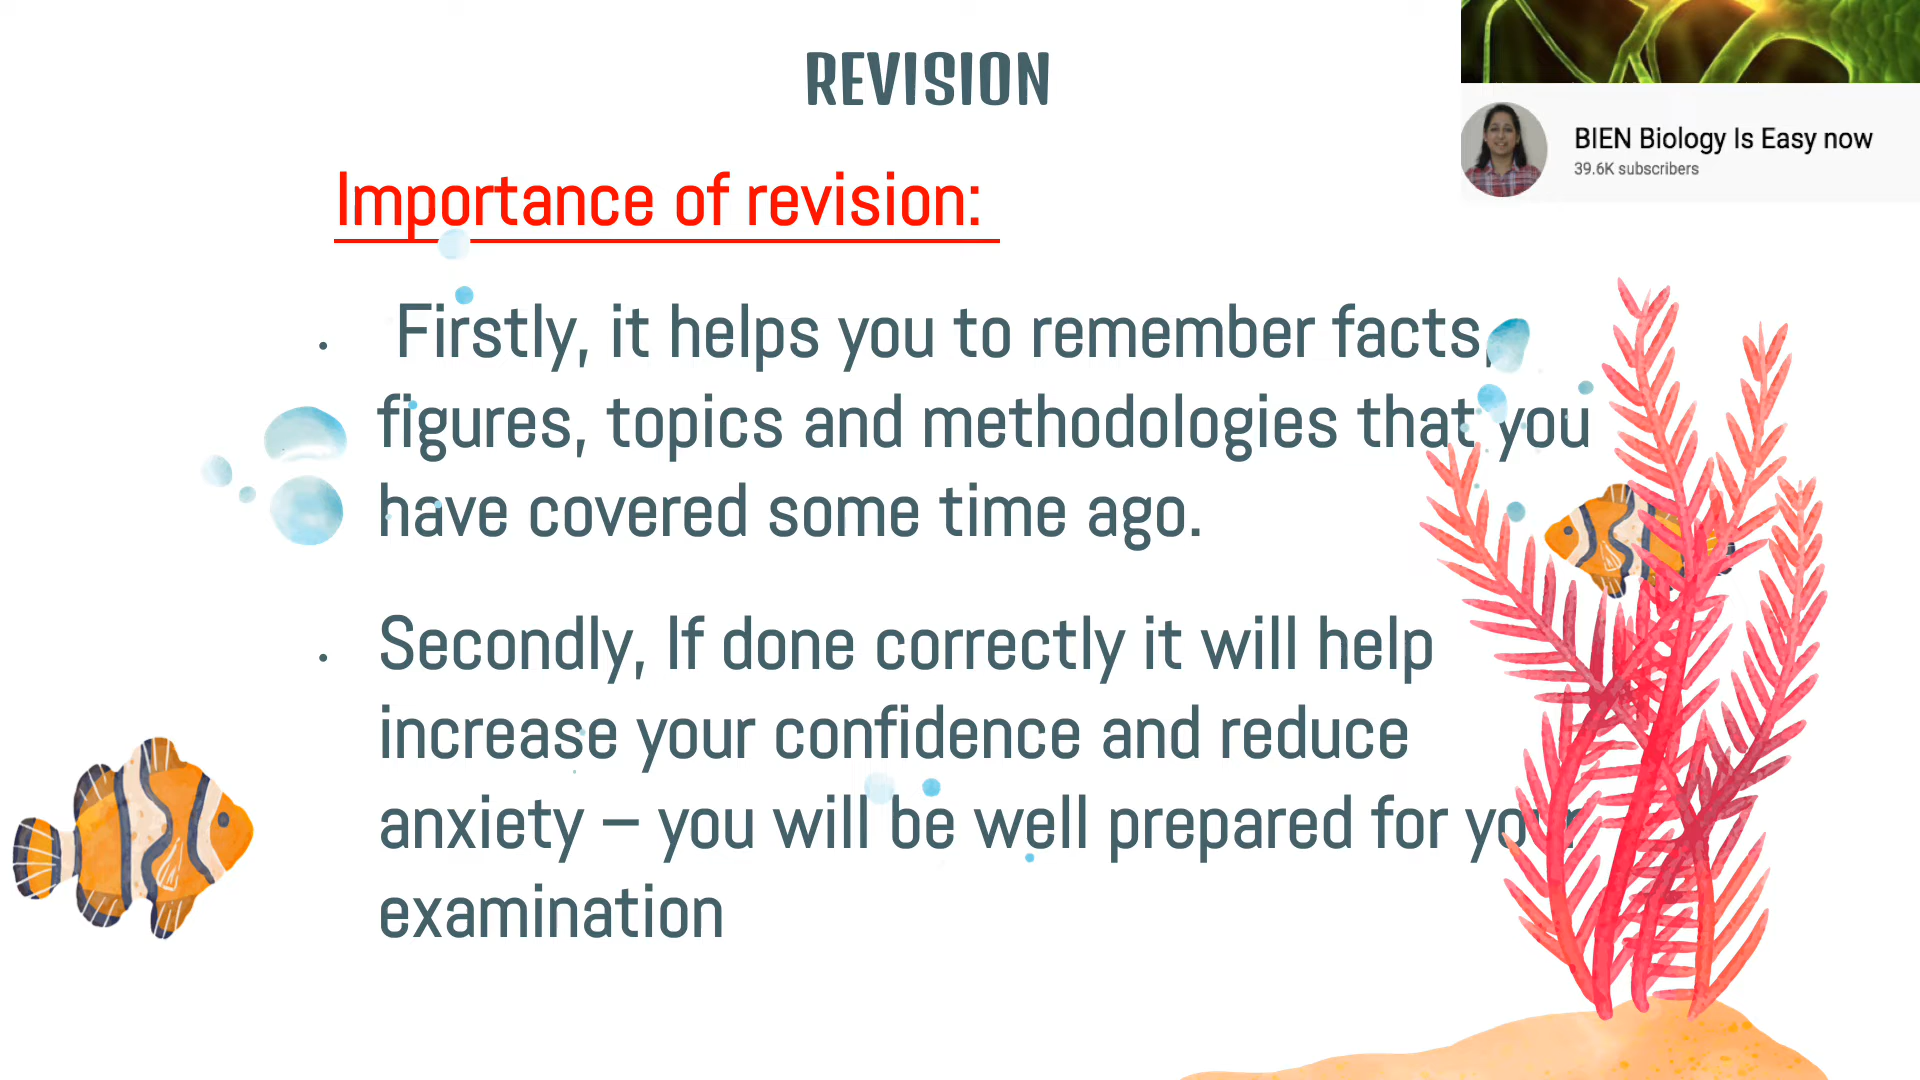 REVISION
BIEN Biology Is Easy now
39.6K subscribers
Importance of revision:
• Firstly, it helps you to remember facts,
figures, topics and methodologies that you
have covered some time ago.
• Secondly, If done correctly it will help
increase your confidence and reduce
anxiety – you will be well prepared for your
examination